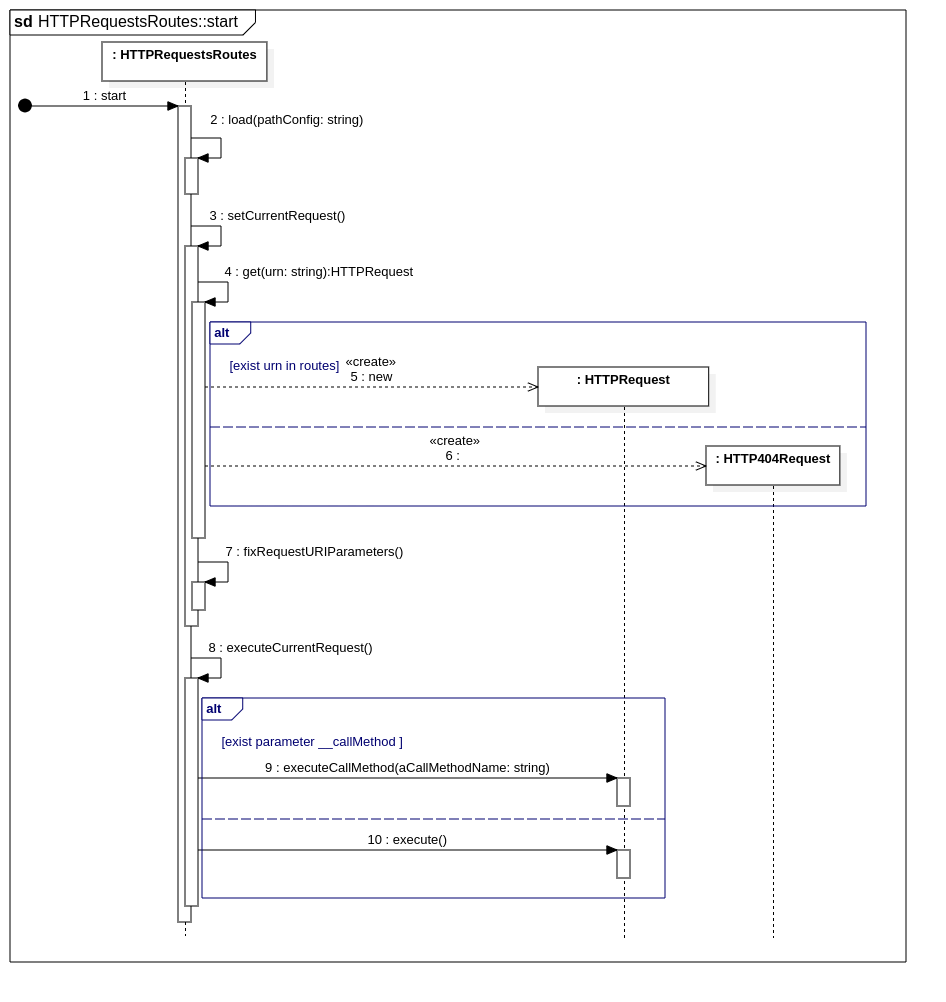 sd HTTPRequestsRoutes::start
: HTTPRequestsRoutes
1 : start
2 : load(pathConfig: string)
3 : setCurrentRequest()
4 : get(urn: string):HTTPRequest
alt
[exist urn in routes]
«create»
5 : new
: HTTPRequest
«create»
6 :
: HTTP404Request
7 : fixRequestURIParameters()
8 : executeCurrentRequest()
alt
[exist parameter __callMethod ]
9 : executeCallMethod(aCallMethodName: string)
10 : execute()